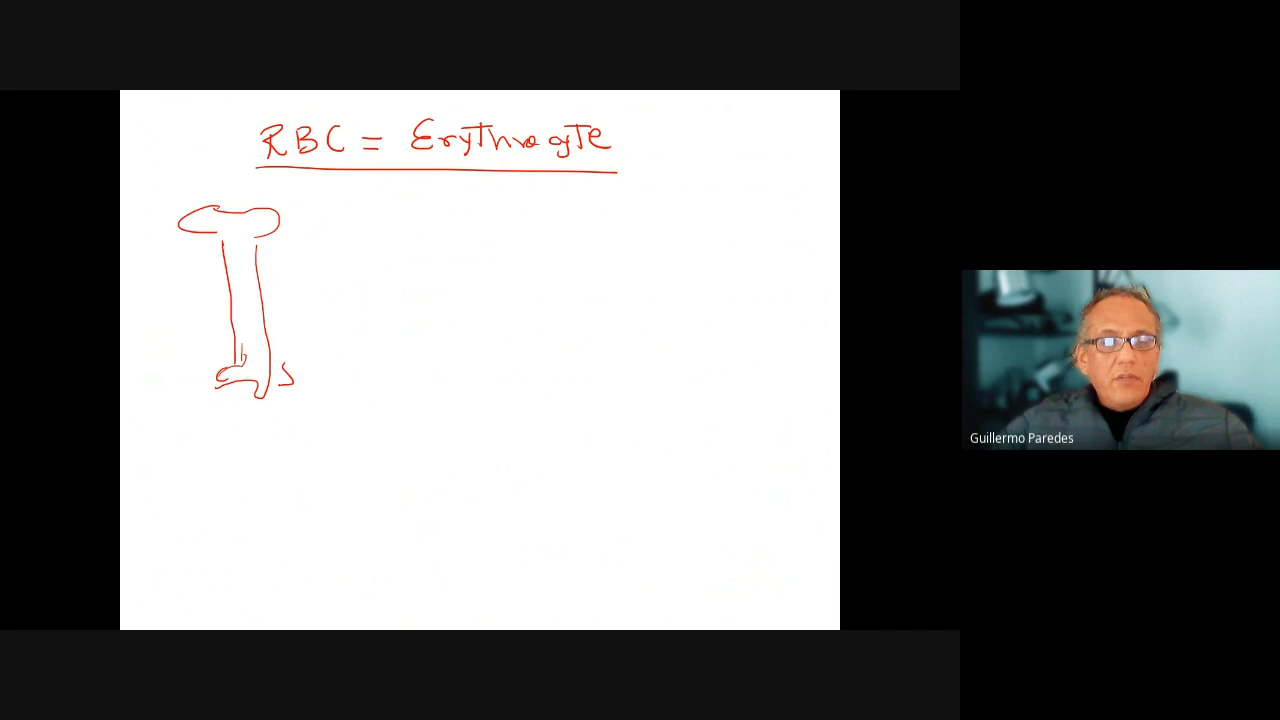 RBC = Erythrocyte
Guillermo Paredes